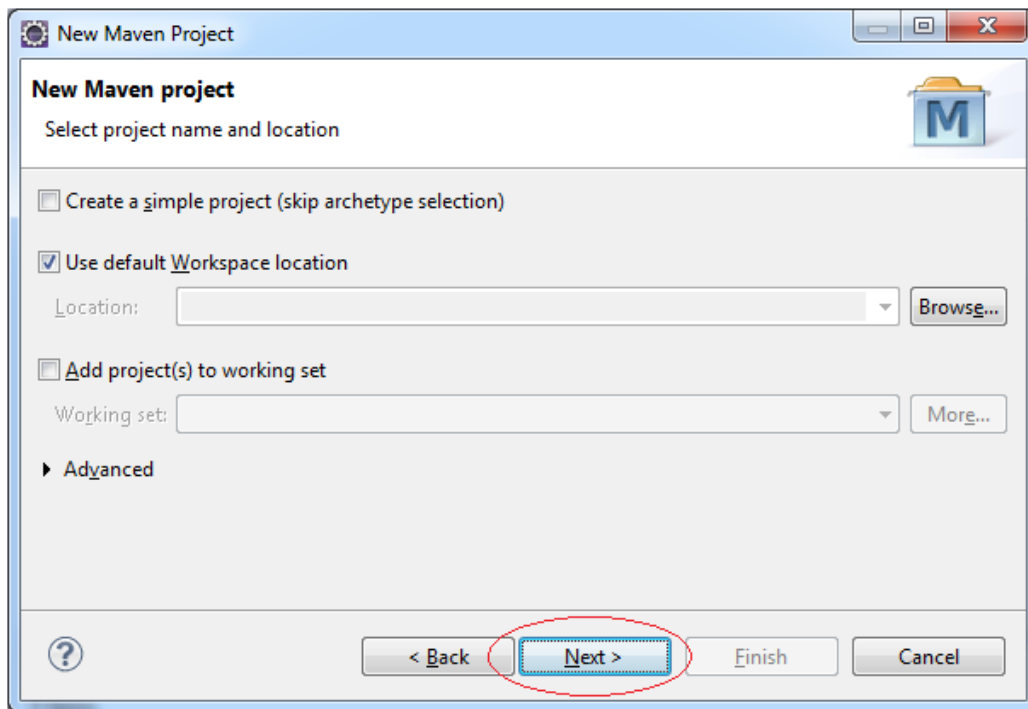 New Maven Project
New Maven project
Select project name and location
M
Create a simple project (skip archetype selection)
Use default Workspace location
Location:
Browse...
Add project(s) to working set
Working set:
More...
Advanced
?
< Back
Next >
Finish
Cancel